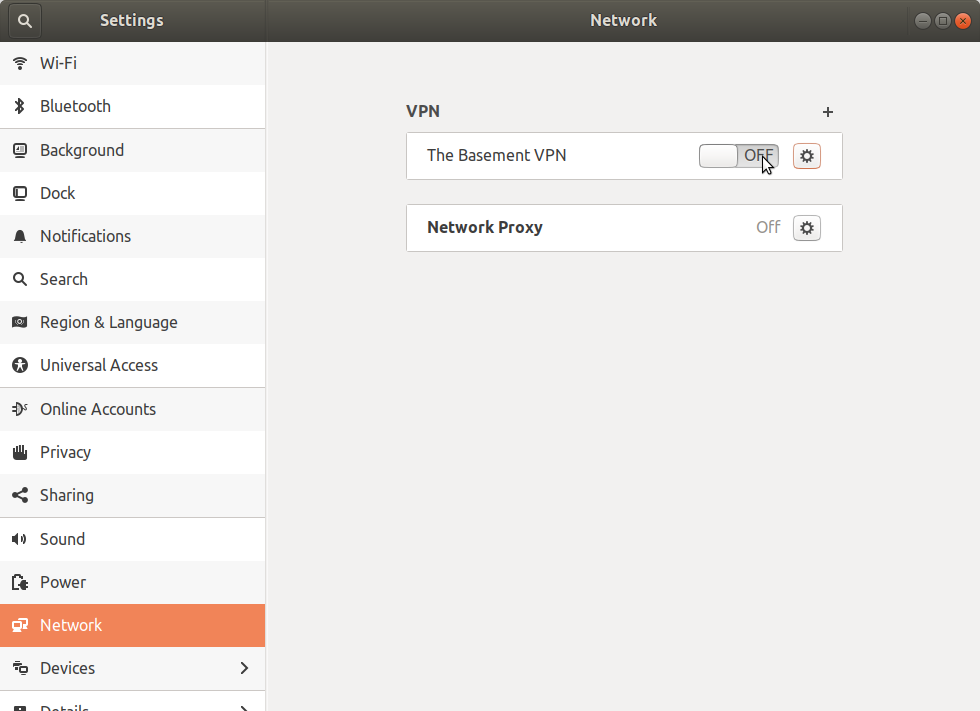 Settings
Network
Wi-Fi
Bluetooth
Background
Dock
Notifications
Search
Region & Language
Universal Access
Online Accounts
Privacy
Sharing
Sound
Power
Network
Devices
Details
VPN
The Basement VPN
OFF
Network Proxy
Off